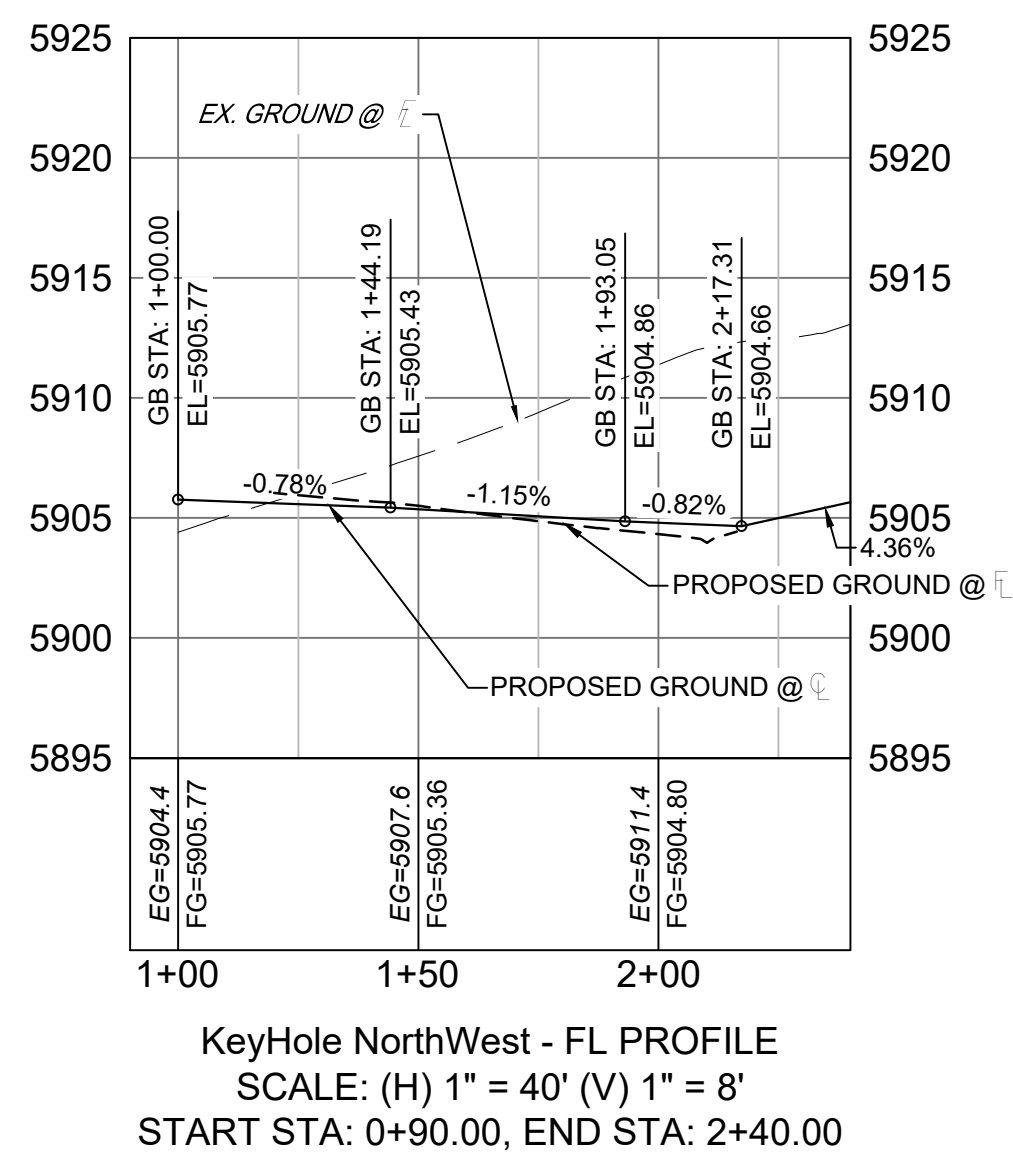 5925 5925
EX. GROUND @ FL
5920 5920
GB STA: 1+00.00
EL=5905.77
GB STA: 1+44.19
EL=5905.43
GB STA: 1+93.05
EL=5904.86
GB STA: 2+17.31
EL=5904.66
5915 5915
5910 5910
-0.78%
-1.15%
-0.82%
5905 5905
4.36%
PROPOSED GROUND @ FL
5900 5900
PROPOSED GROUND @ CL
5895 5895
EG=5904.4
FG=5905.77
EG=5907.6
FG=5905.36
EG=5911.4
FG=5904.80
1+00 1+50 2+00
KeyHole NorthWest - FL PROFILE
SCALE: (H) 1" = 40' (V) 1" = 8'
START STA: 0+90.00, END STA: 2+40.00